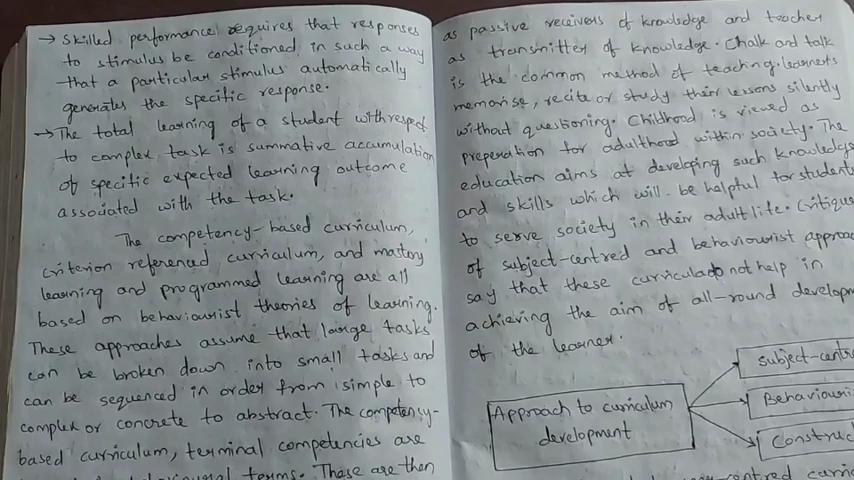 → Skilled performance requires that responses
to stimulus be conditioned in such a way
that a particular stimulus automatically
generates the specific response.
→ The total learning of a student with respect
to complex task is summative accumulation
of specific expected learning outcome
associated with the task.
The competency-based curriculum,
criterion referenced curriculum, and mastery
learning and programmed learning are all
based on behaviourist theories of learning.
These approaches assume that large tasks
can be broken down into small tasks and
can be sequenced in order from simple to
complex or concrete to abstract. The competency-
based curriculum, terminal competencies are
terms. These are then
as passive receivers of knowledge and teacher
as transmitter of knowledge. Chalk and talk
is the common method of teaching. learners
memorise, recite or study their lessons silently
without questioning. Childhood is viewed as
preperation for adulthood within society. The
education aims at developing such knowledge
and skills which will be helpful for students
to serve society in their adult life. Critique
of subject-centred and behaviourist approac
say that these curricula do not help in
achieving the aim of all-round developm
of the learner.
Approach to curriculum
development
subject-centr
Behaviouris
Construc